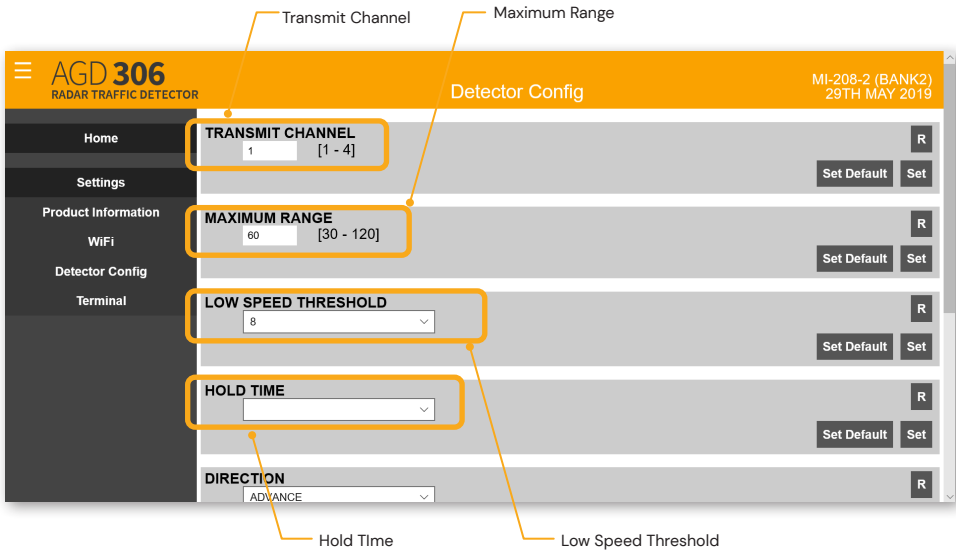 Transmit Channel
Maximum Range
AGD 306
RADAR TRAFFIC DETECTOR
Detector Config
MI-208-2 (BANK2)
29TH MAY 2019
Home
Settings
Product Information
WiFi
Detector Config
Terminal
TRANSMIT CHANNEL
1 [1 - 4]
R
Set Default Set
MAXIMUM RANGE
60 [30 - 120]
R
Set Default Set
LOW SPEED THRESHOLD
8
R
Set Default Set
HOLD TIME
R
Set Default Set
DIRECTION
ADVANCE
R
Hold TIme
Low Speed Threshold